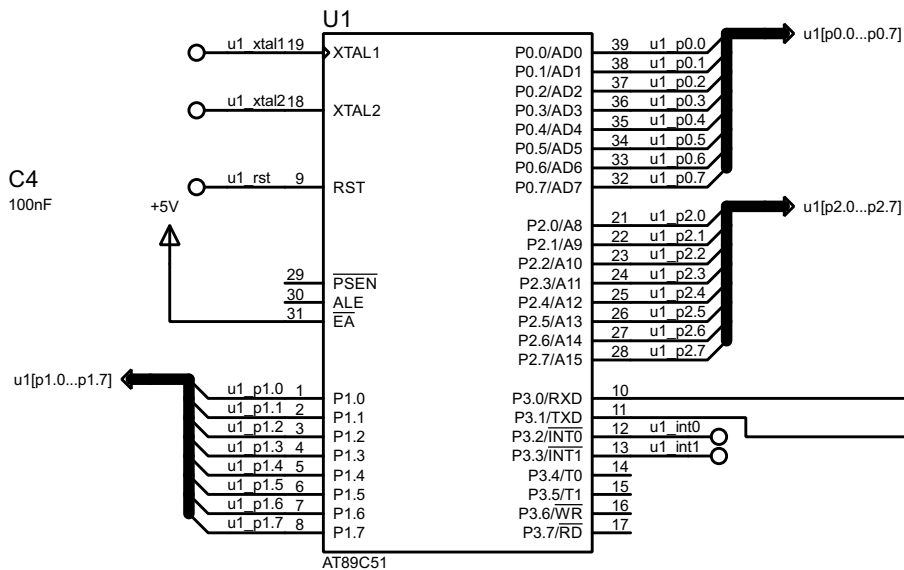 U1
u1_xtal1 19 XTAL1
P0.0/AD0 39 u1_p0.0
u1[p0.0...p0.7]
P0.1/AD1 38 u1_p0.1
P0.2/AD2 37 u1_p0.2
u1_xtal2 18 XTAL2
P0.3/AD3 36 u1_p0.3
P0.4/AD4 35 u1_p0.4
P0.5/AD5 34 u1_p0.5
P0.6/AD6 33 u1_p0.6
P0.7/AD7 32 u1_p0.7
C4
100nF
u1_rst 9 RST
+5V
u1[p2.0...p2.7]
P2.0/A8 21 u1_p2.0
P2.1/A9 22 u1_p2.1
P2.2/A10 23 u1_p2.2
29 PSEN
P2.3/A11 24 u1_p2.3
30 ALE
P2.4/A12 25 u1_p2.4
31 EA
P2.5/A13 26 u1_p2.5
P2.6/A14 27 u1_p2.6
P2.7/A15 28 u1_p2.7
u1[p1.0...p1.7]
u1_p1.0 1 P1.0
P3.0/RXD 10
u1_p1.1 2 P1.1
P3.1/TXD 11
u1_p1.2 3 P1.2
P3.2/INT0 12 u1_int0
u1_p1.3 4 P1.3
P3.3/INT1 13 u1_int1
u1_p1.4 5 P1.4
P3.4/T0 14
u1_p1.5 6 P1.5
P3.5/T1 15
u1_p1.6 7 P1.6
P3.6/WR 16
u1_p1.7 8 P1.7
P3.7/RD 17
AT89C51